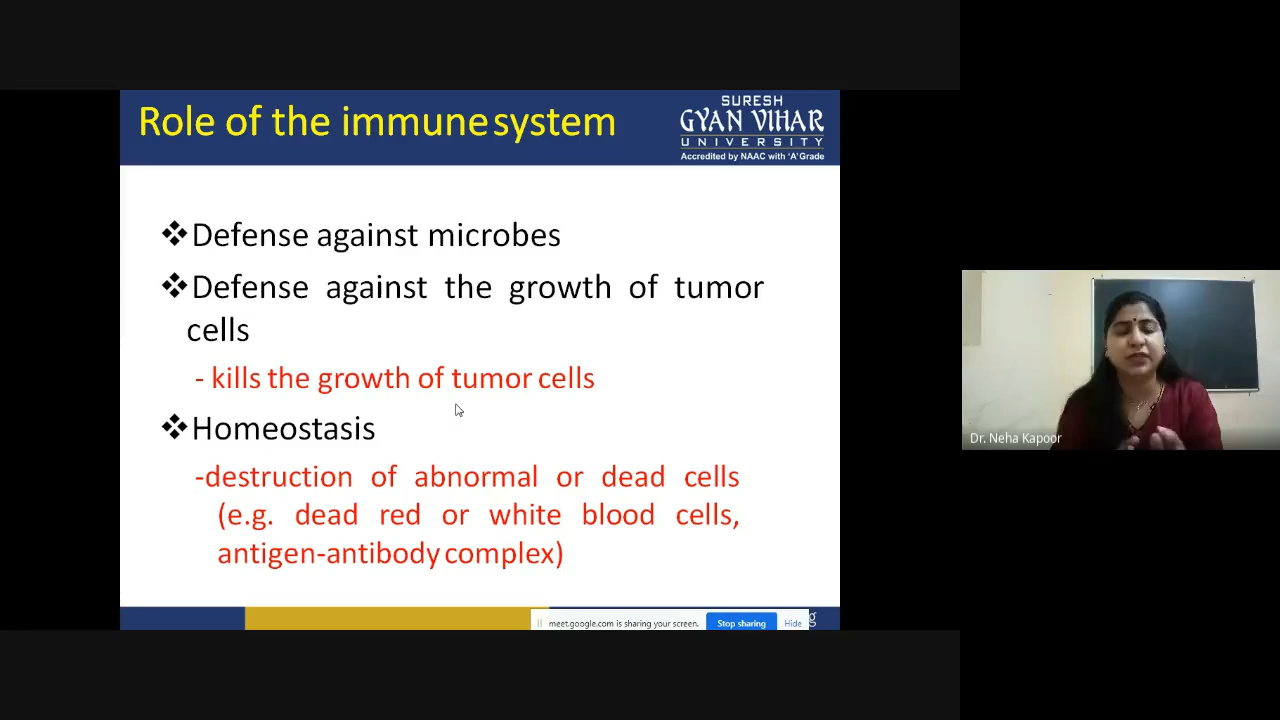 Role of the immune system
SURESH
GYAN VIHAR
UNIVERSITY
Accredited by NAAC with 'A' Grade
❖Defense against microbes
❖Defense against the growth of tumor
cells
- kills the growth of tumor cells
❖Homeostasis
-destruction of abnormal or dead cells
(e.g. dead red or white blood cells,
antigen-antibody complex)
meet.google.com is sharing your screen. Stop sharing Hide
Dr. Neha Kapoor